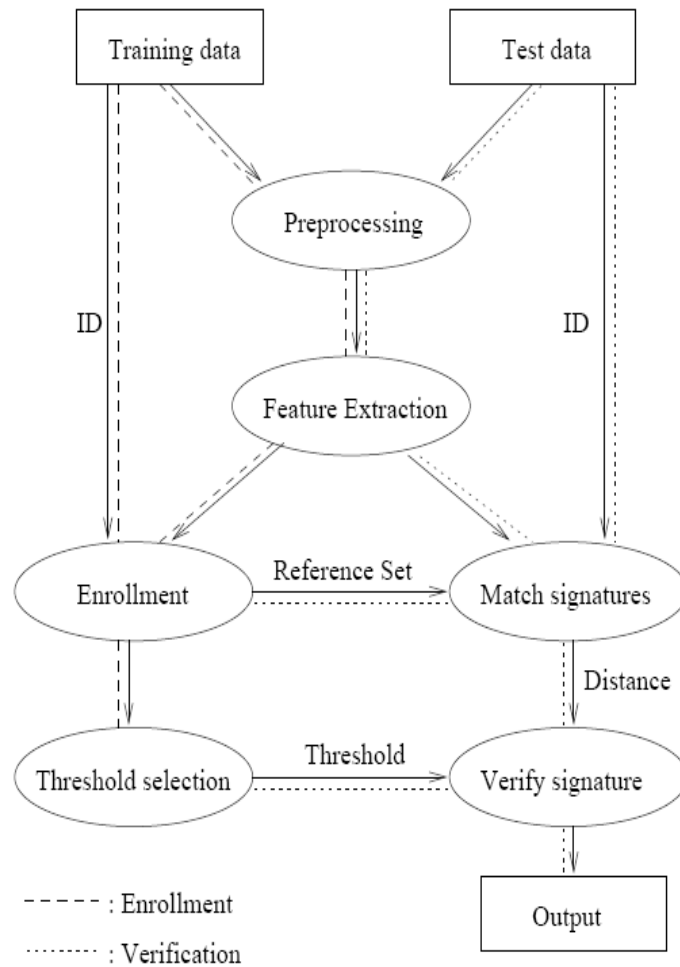 Training data
Test data
Preprocessing
ID
ID
Feature Extraction
Reference Set
Enrollment
Match signatures
Distance
Threshold
Threshold selection
Verify signature
: Enrollment
Output
: Verification